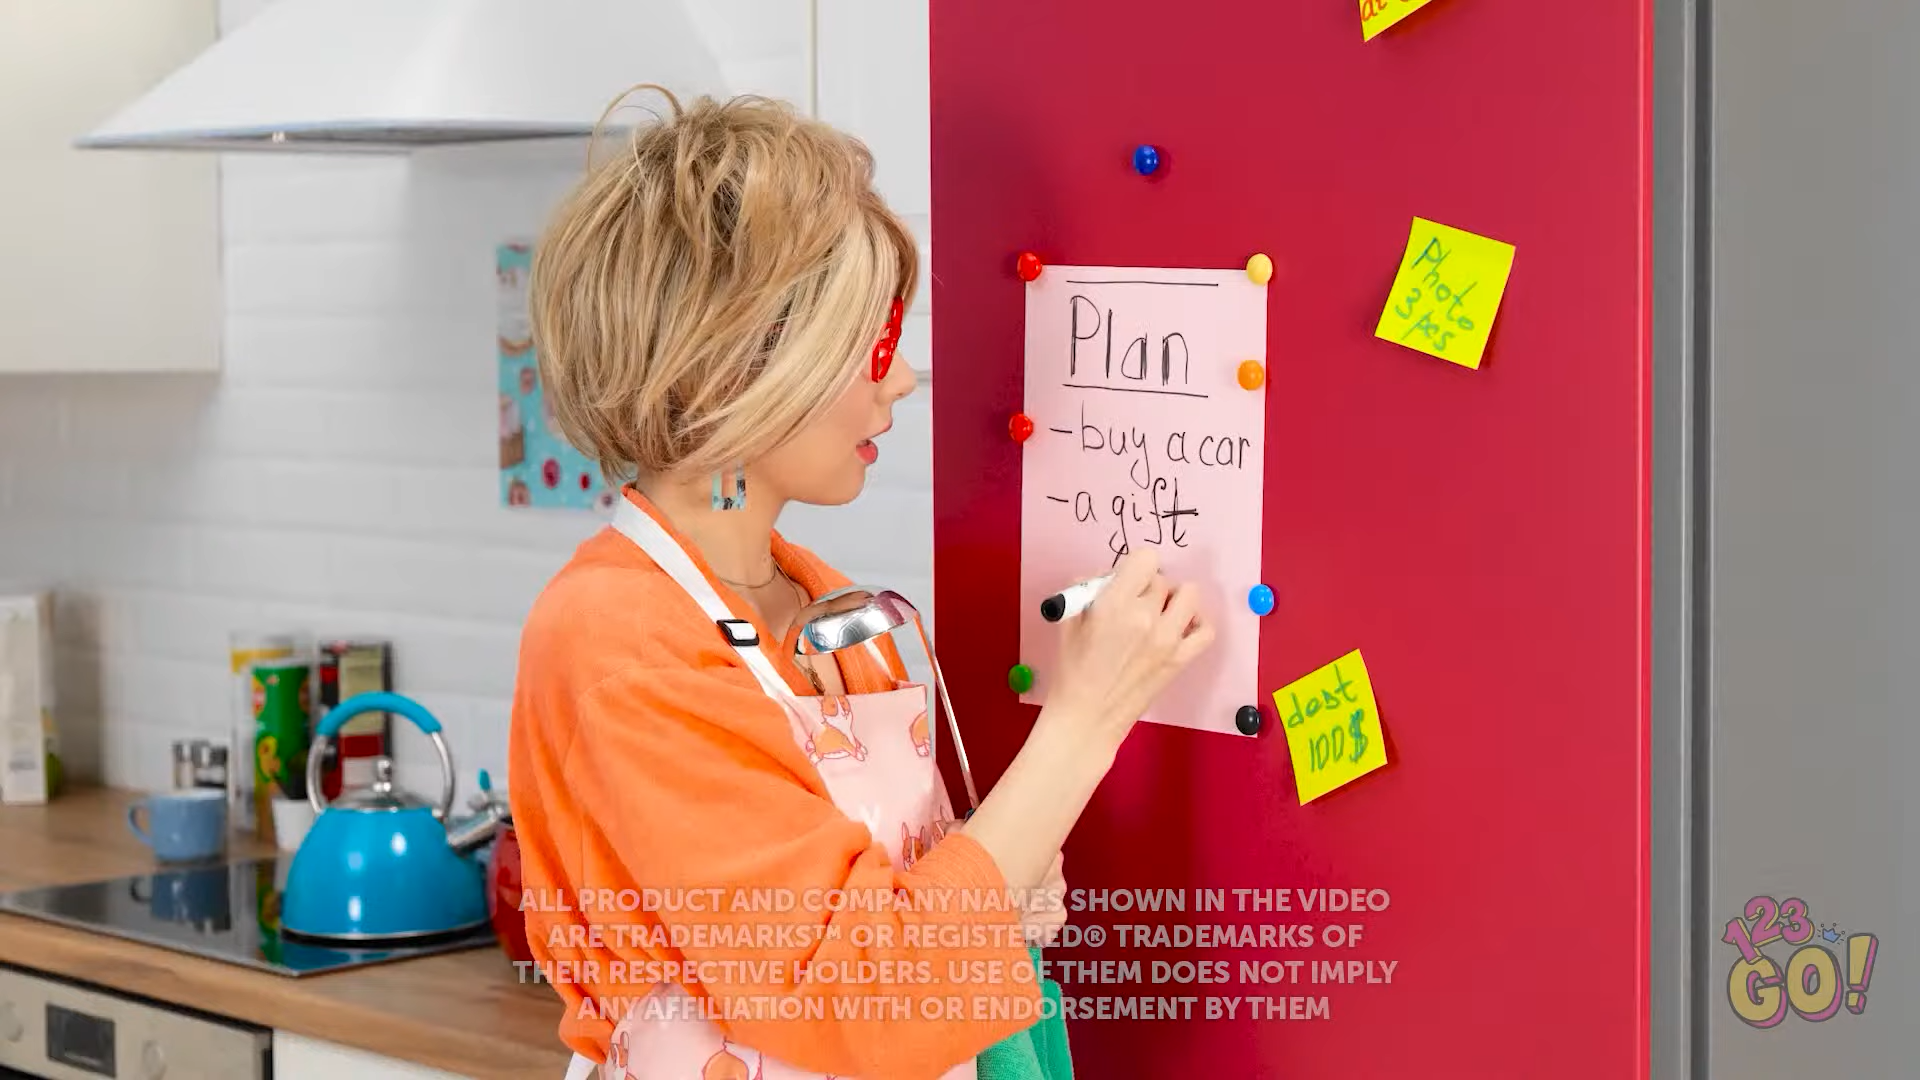 Plan
-buy a car
-a gift
Photo
3 pcs
100$
ALL PRODUCT AND COMPANY NAMES SHOWN IN THE VIDEO
ARE TRADEMARKS™ OR REGISTERED® TRADEMARKS OF
THEIR RESPECTIVE HOLDERS. USE OF THEM DOES NOT IMPLY
ANY AFFILIATION WITH OR ENDORSEMENT BY THEM
123
GO!